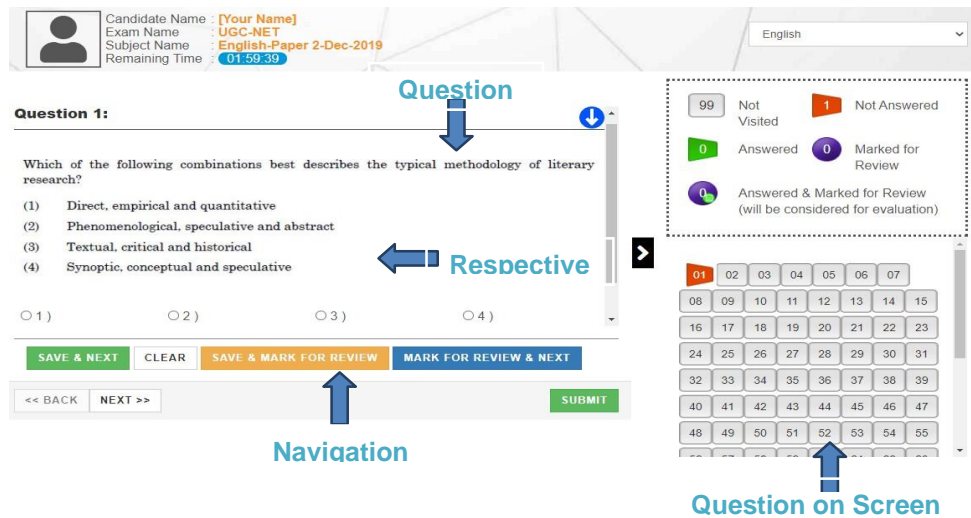 Candidate Name : [Your Name]
Exam Name : UGC-NET
Subject Name : English-Paper 2-Dec-2019
Remaining Time : 01:59:39
English
Question
Question 1:
Which of the following combinations best describes the typical methodology of literary
research?
(1) Direct, empirical and quantitative
(2) Phenomenological, speculative and abstract
(3) Textual, critical and historical
(4) Synoptic, conceptual and speculative
Respective
1 ) 2 ) 3 ) 4 )
SAVE & NEXT CLEAR SAVE & MARK FOR REVIEW MARK FOR REVIEW & NEXT
<< BACK NEXT >> SUBMIT
Navigation
99 Not
Visited
1 Not Answered
0 Answered
0 Marked for
Review
0 Answered & Marked for Review
(will be considered for evaluation)
01 02 03 04 05 06 07
08 09 10 11 12 13 14 15
16 17 18 19 20 21 22 23
24 25 26 27 28 29 30 31
32 33 34 35 36 37 38 39
40 41 42 43 44 45 46 47
48 49 50 51 52 53 54 55
Question on Screen